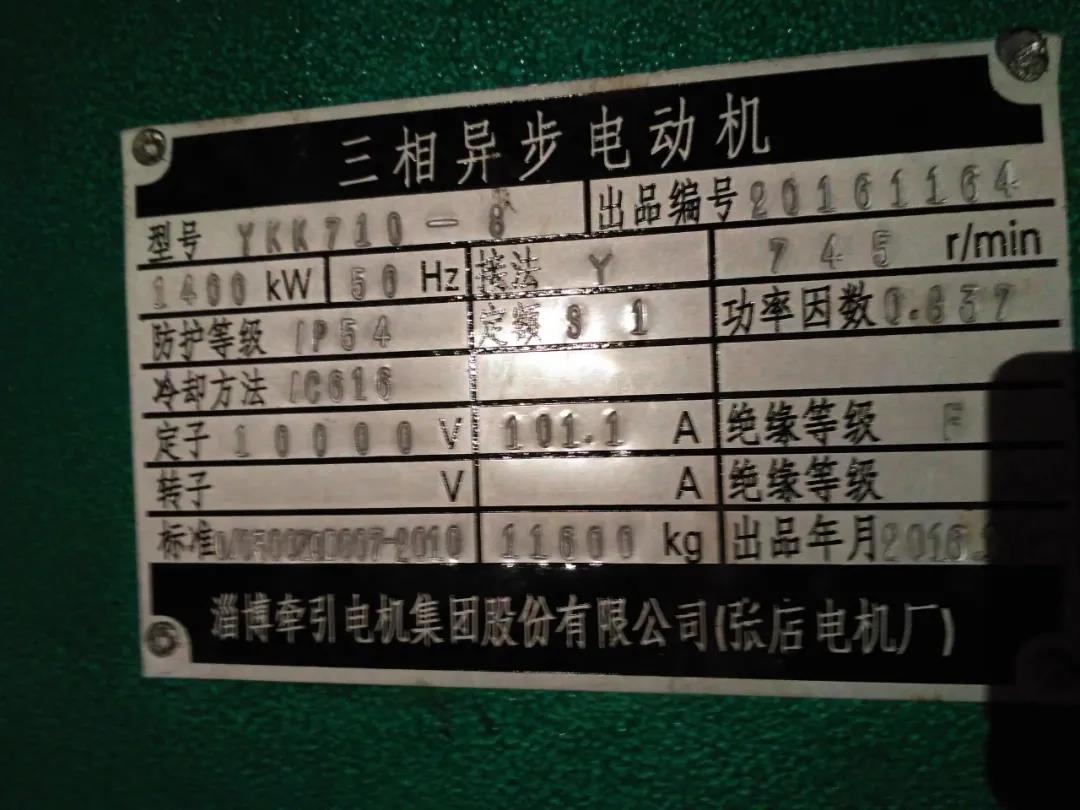 三相异步电动机
型号 YKK710-8 出品编号 20161164
1400 kW 50 Hz 接法 Y 745 r/min
防护等级 IP54 定额 S1 功率因数 0.837
冷却方法 IC616
定子 10000 V 101.1 A 绝缘等级 F
转子 V A 绝缘等级
标准 11600 kg 出品年月 2016.
淄博牵引电机集团股份有限公司(张店电机厂)